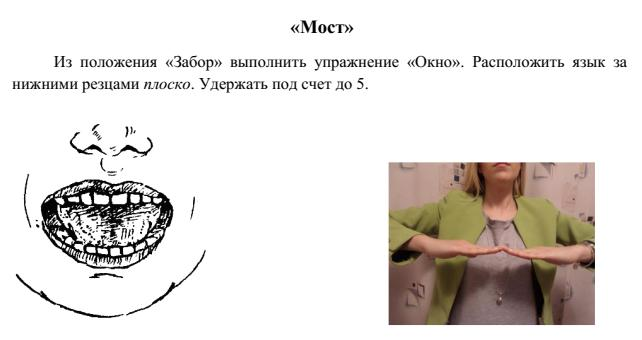 «Мост»
Из положения «Забор» выполнить упражнение «Окно». Расположить язык за
нижними резцами плоско. Удержать под счет до 5.